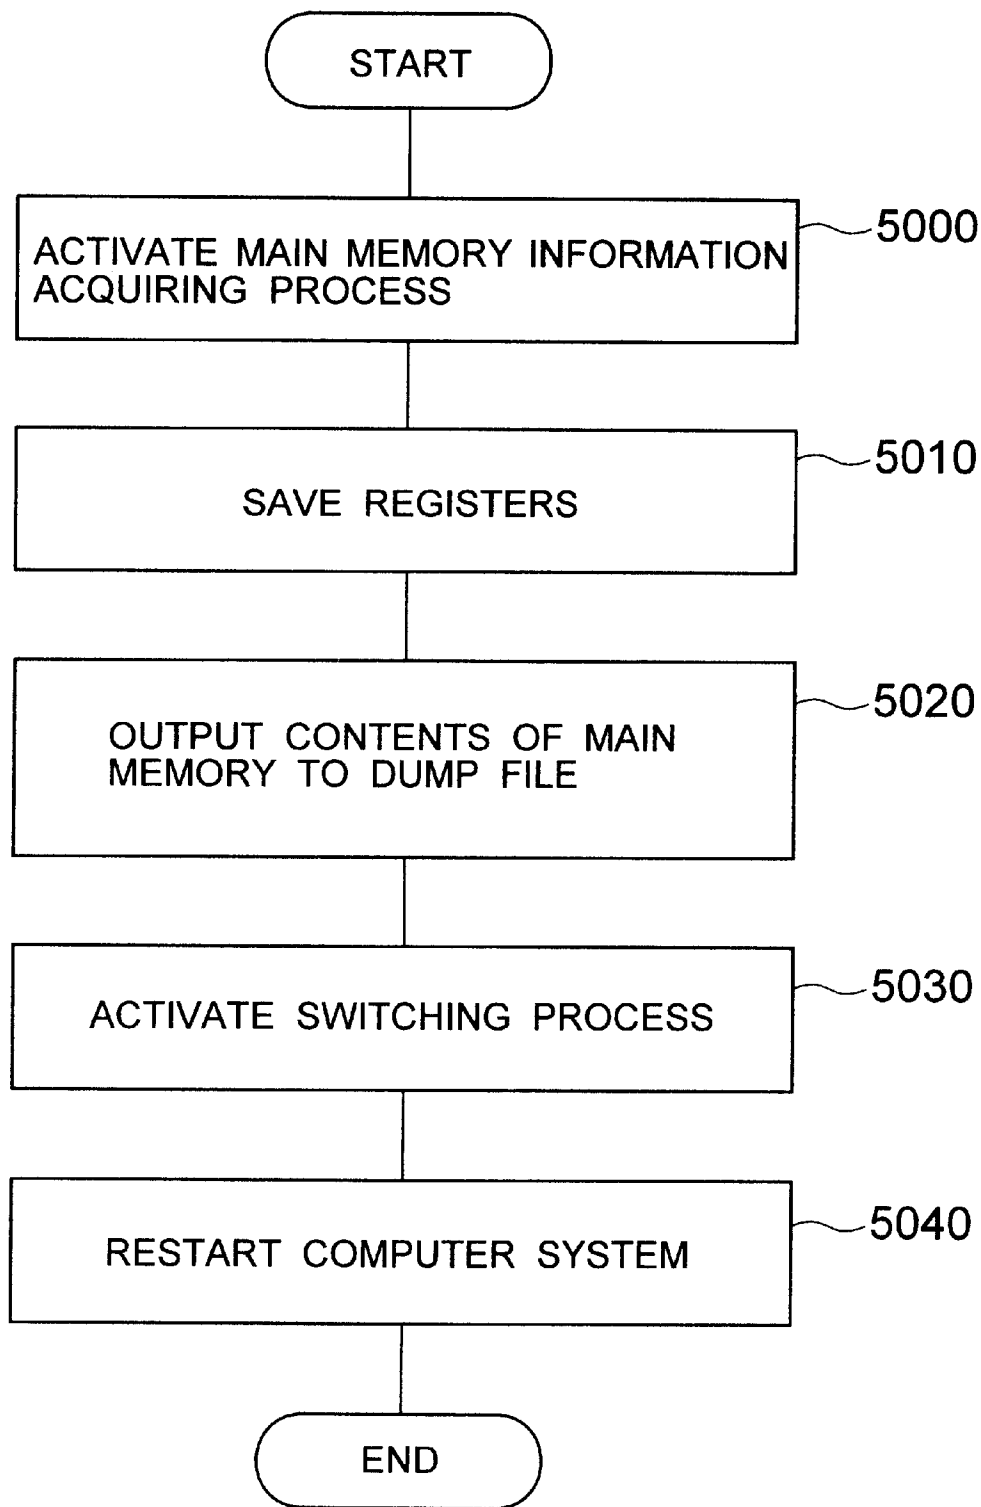 START
ACTIVATE MAIN MEMORY INFORMATION
ACQUIRING PROCESS
5000
SAVE REGISTERS
5010
OUTPUT CONTENTS OF MAIN
MEMORY TO DUMP FILE
5020
ACTIVATE SWITCHING PROCESS
5030
RESTART COMPUTER SYSTEM
5040
END